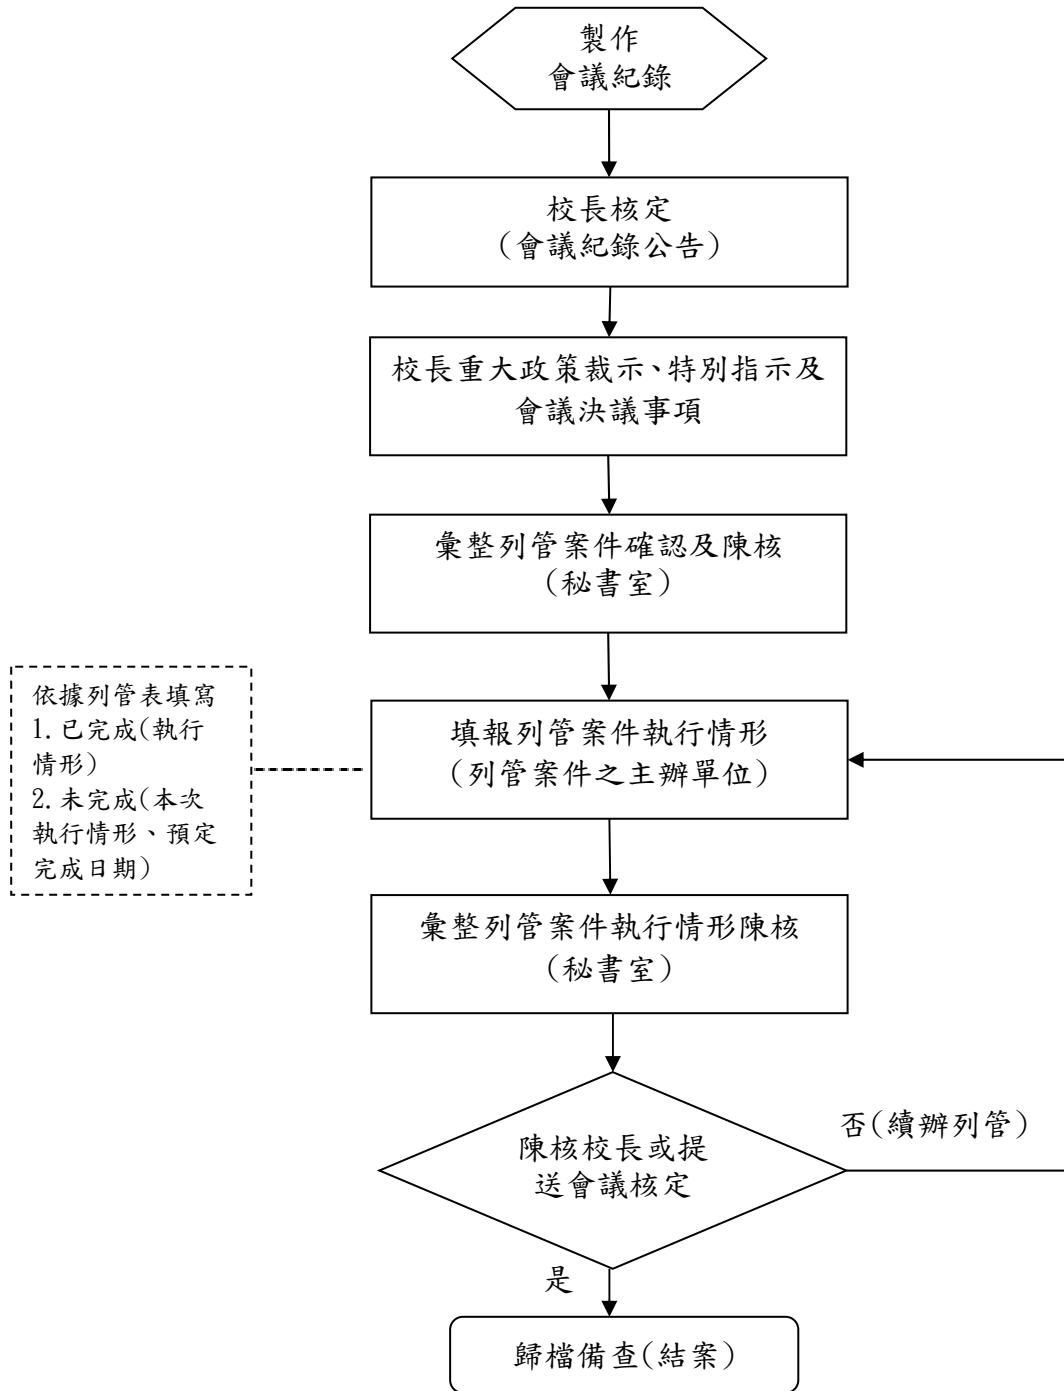 製作
會議紀錄
校長核定
(會議紀錄公告)
校長重大政策裁示、特別指示及
會議決議事項
彙整列管案件確認及陳核
(秘書室)
依據列管表填寫
1.已完成(執行
情形)
2.未完成(本次
執行情形、預定
完成日期)
填報列管案件執行情形
(列管案件之主辦單位)
彙整列管案件執行情形陳核
(秘書室)
陳核校長或提
送會議核定
否(續辦列管)
是
歸檔備查(結案)